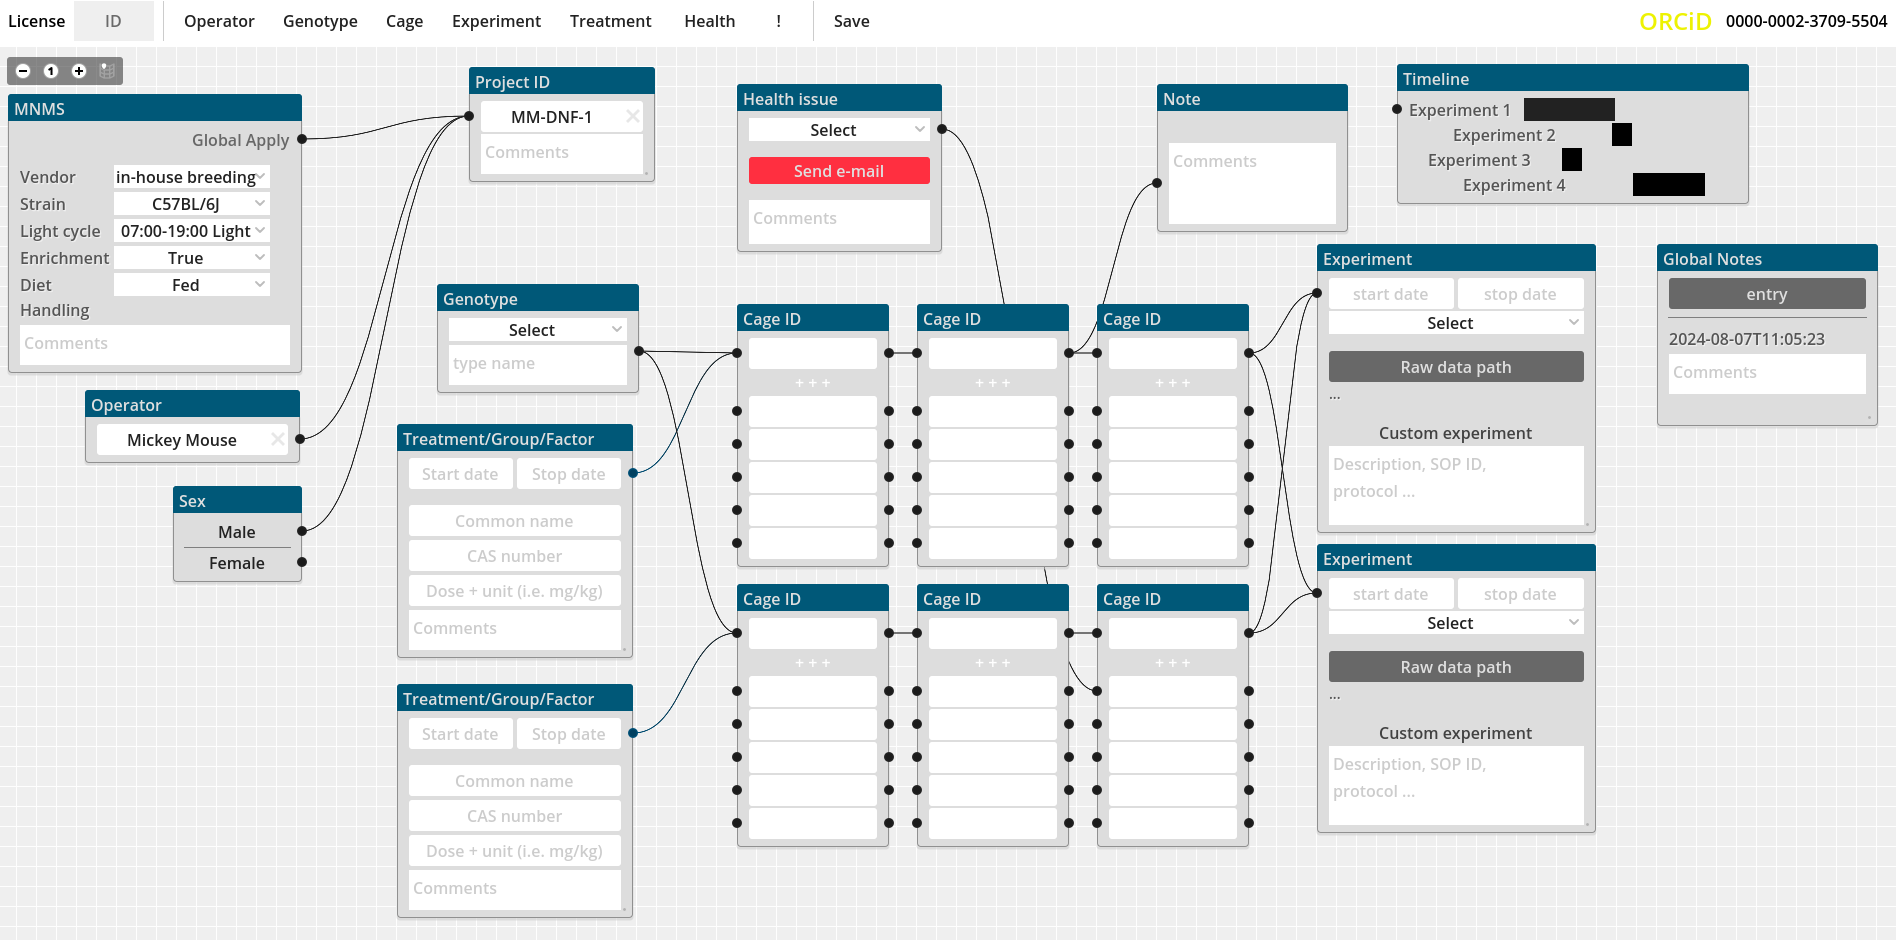 License ID Operator Genotype Cage Experiment Treatment Health ! Save ORCiD 0000-0002-3709-5504
1
MNMS
Global Apply
Vendor in-house breeding
Strain C57BL/6J
Light cycle 07:00-19:00 Light
Enrichment True
Diet Fed
Handling
Comments
Operator
Mickey Mouse
Sex
Male
Female
Project ID
MM-DNF-1
Comments
Genotype
Select
type name
Treatment/Group/Factor
Start date Stop date
Common name
CAS number
Dose + unit (i.e. mg/kg)
Comments
Treatment/Group/Factor
Start date Stop date
Common name
CAS number
Dose + unit (i.e. mg/kg)
Comments
Health issue
Select
Send e-mail
Comments
Cage ID
+ + +
Cage ID
+ + +
Cage ID
+ + +
Cage ID
+ + +
Cage ID
+ + +
Cage ID
+ + +
Note
Comments
Timeline
Experiment 1
Experiment 2
Experiment 3
Experiment 4
Experiment
start date stop date
Select
Raw data path
...
Custom experiment
Description, SOP ID,
protocol ...
Experiment
start date stop date
Select
Raw data path
...
Custom experiment
Description, SOP ID,
protocol ...
Global Notes
entry
2024-08-07T11:05:23
Comments